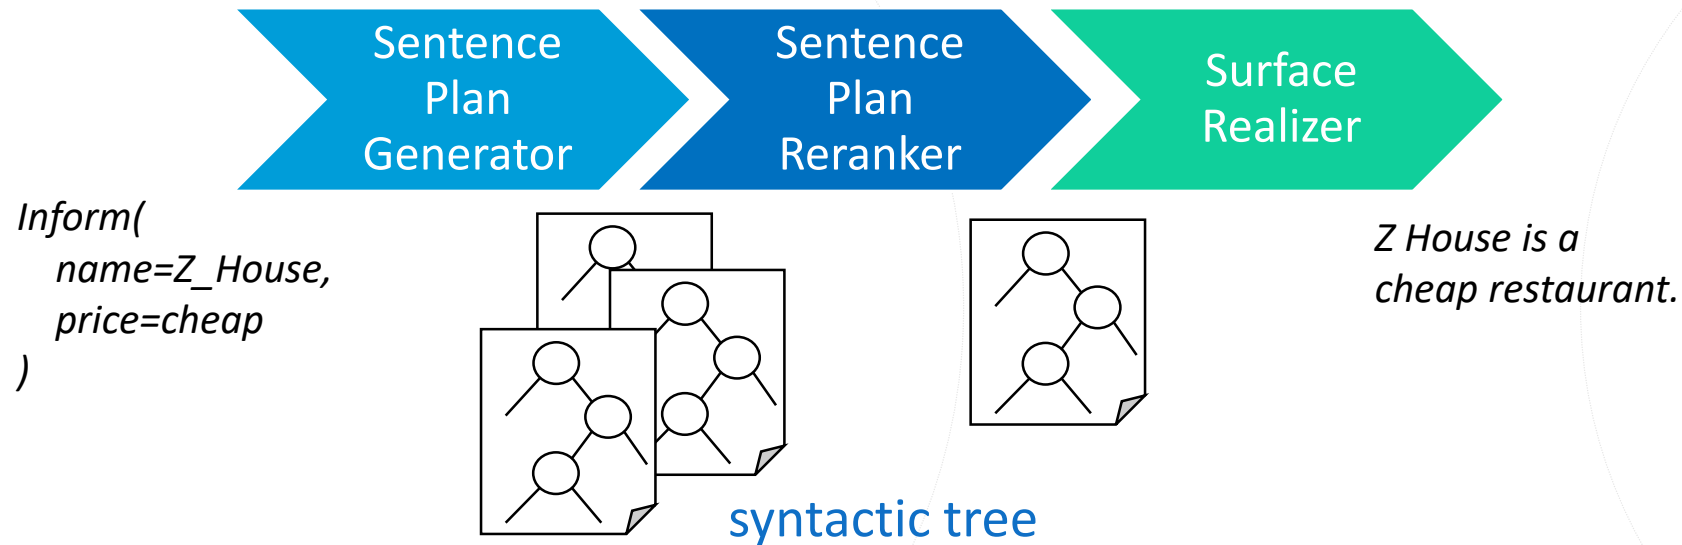 Sentence
Plan
Generator
Sentence
Plan
Reranker
Surface
Realizer
Inform(
name=Z_House,
price=cheap
)
Z House is a
cheap restaurant.
syntactic tree